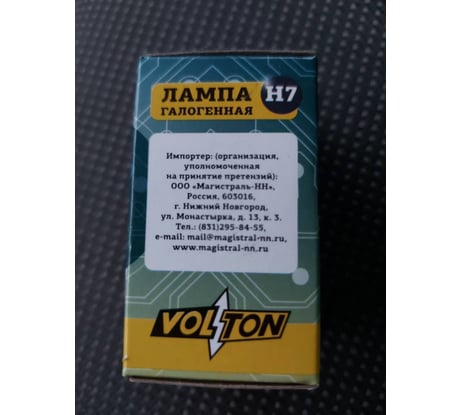 ЛАМПА H7
ГАЛОГЕННАЯ
Импортер: (организация,
уполномоченная
на принятие претензий):
ООО «Магистраль-НН»,
Россия, 603016,
г. Нижний Новгород,
ул. Монастырка, д. 13, к. 3.
Тел.: (831)295-84-55,
e-mail: mail@magistral-nn.ru,
www.magistral-nn.ru
VOLTON